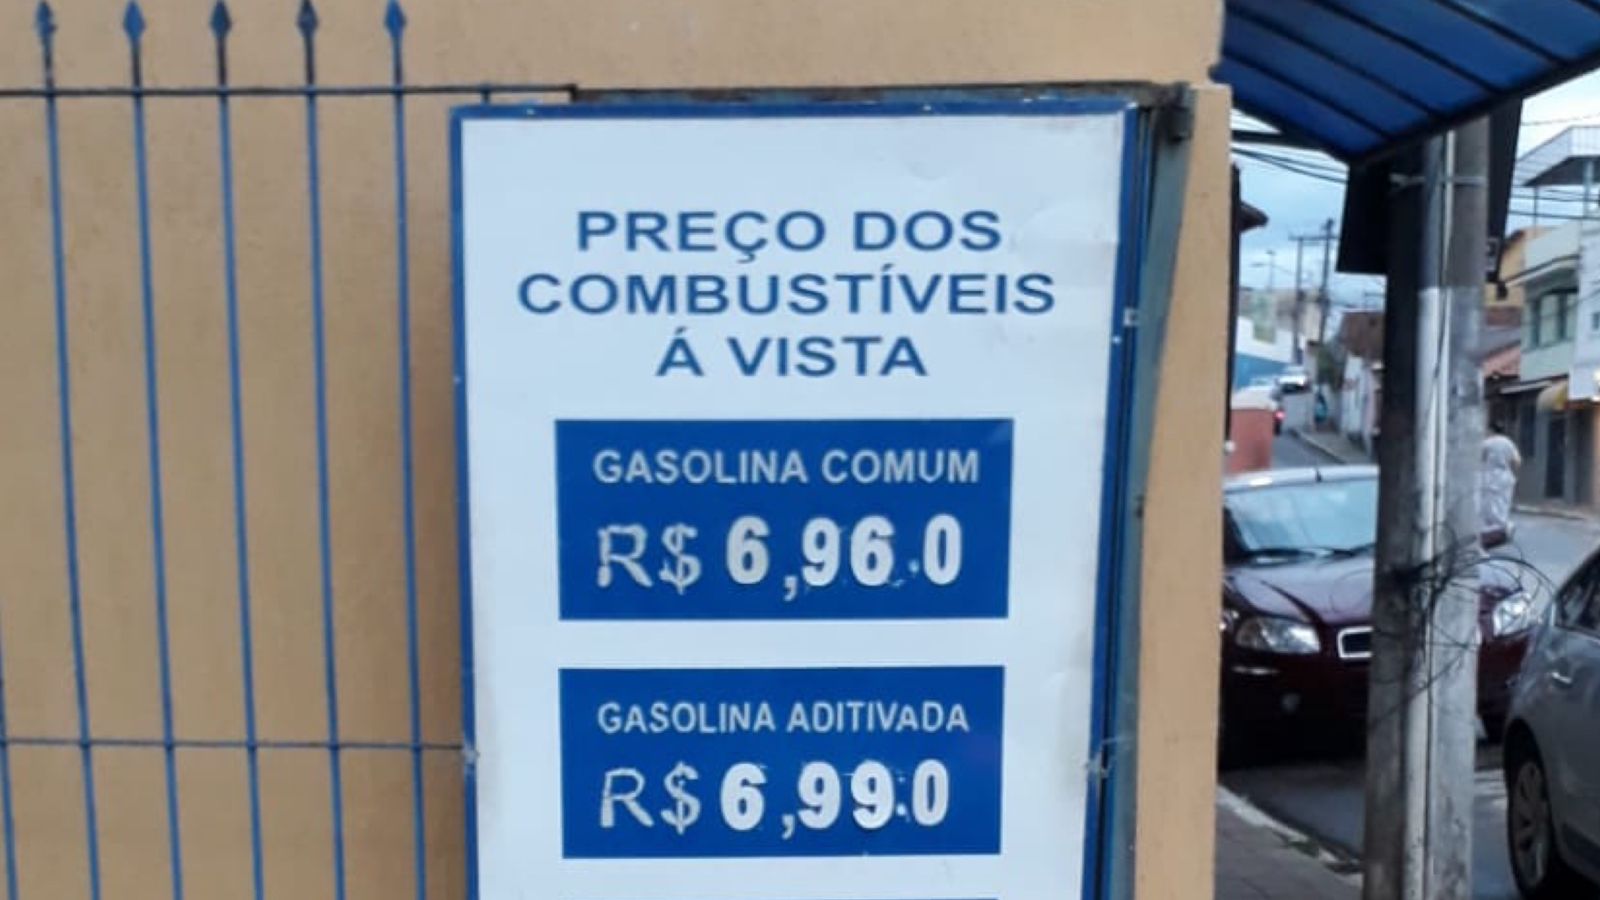 PREÇO DOS
COMBUSTÍVEIS
Á VISTA
GASOLINA COMUM
R$ 6,96.0
GASOLINA ADITIVADA
R$ 6,99.0